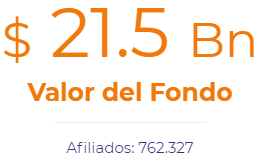 $ 21.5 Bn
Valor del Fondo
Afiliados: 762.327